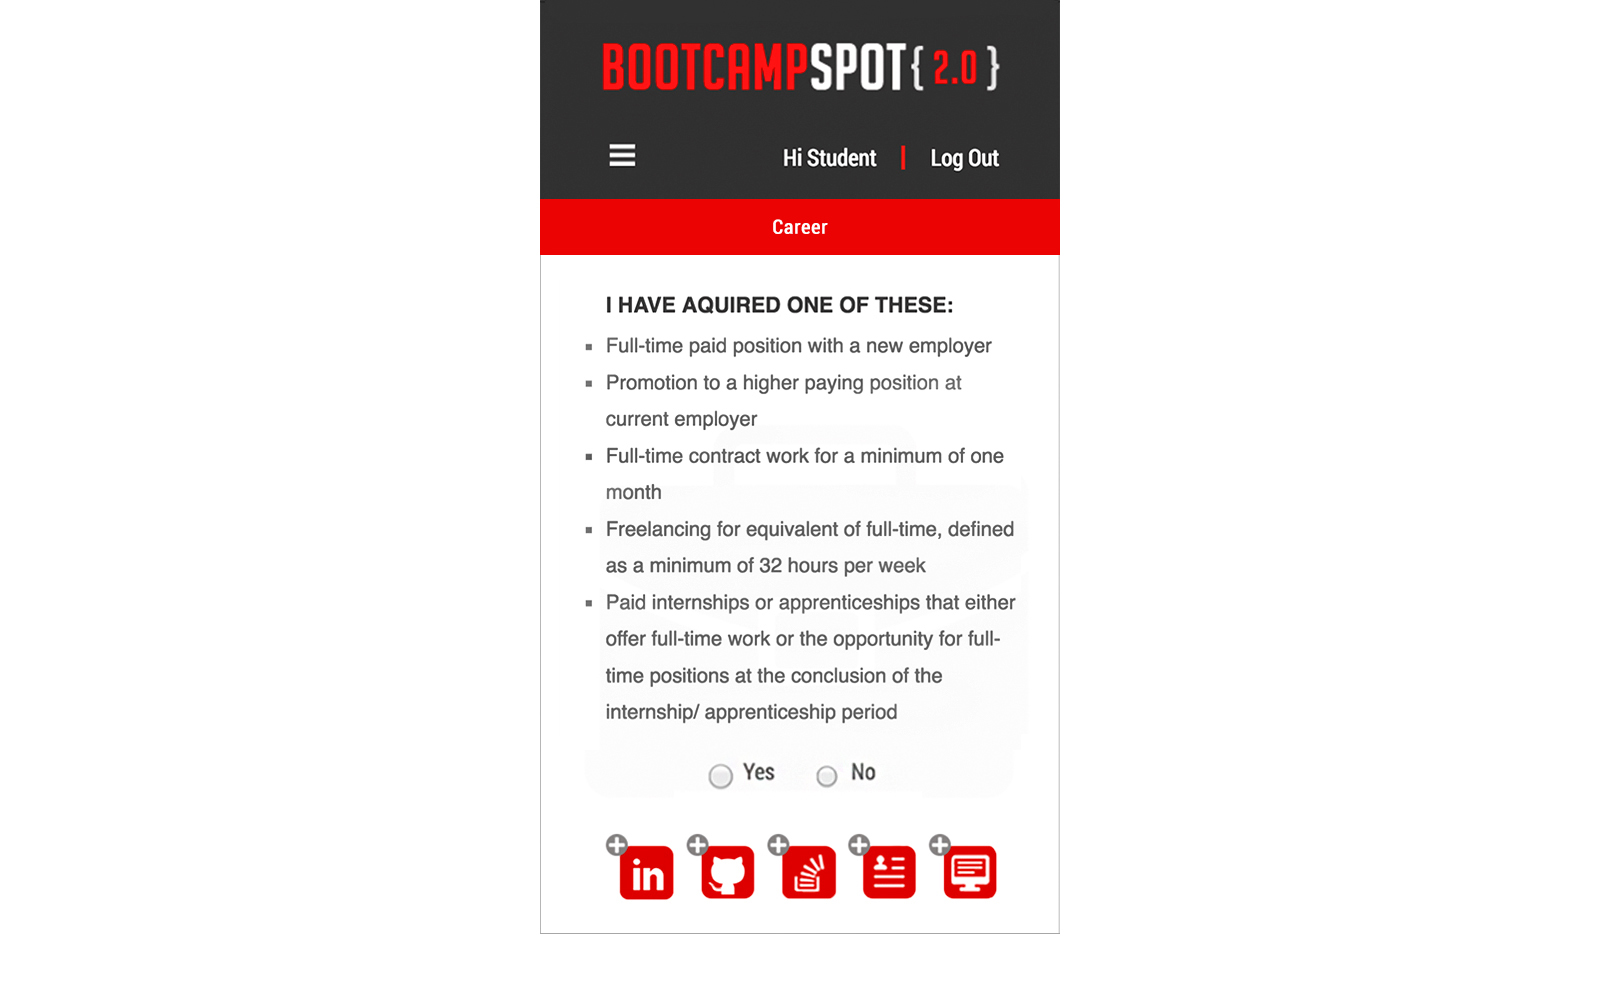 BOOTCAMPSPOT{ 2.0 }
Hi Student | Log Out
Career
I HAVE AQUIRED ONE OF THESE:
Full-time paid position with a new employer
Promotion to a higher paying position at
current employer
Full-time contract work for a minimum of one
month
Freelancing for equivalent of full-time, defined
as a minimum of 32 hours per week
Paid internships or apprenticeships that either
offer full-time work or the opportunity for full-
time positions at the conclusion of the
internship/ apprenticeship period
Yes No
in